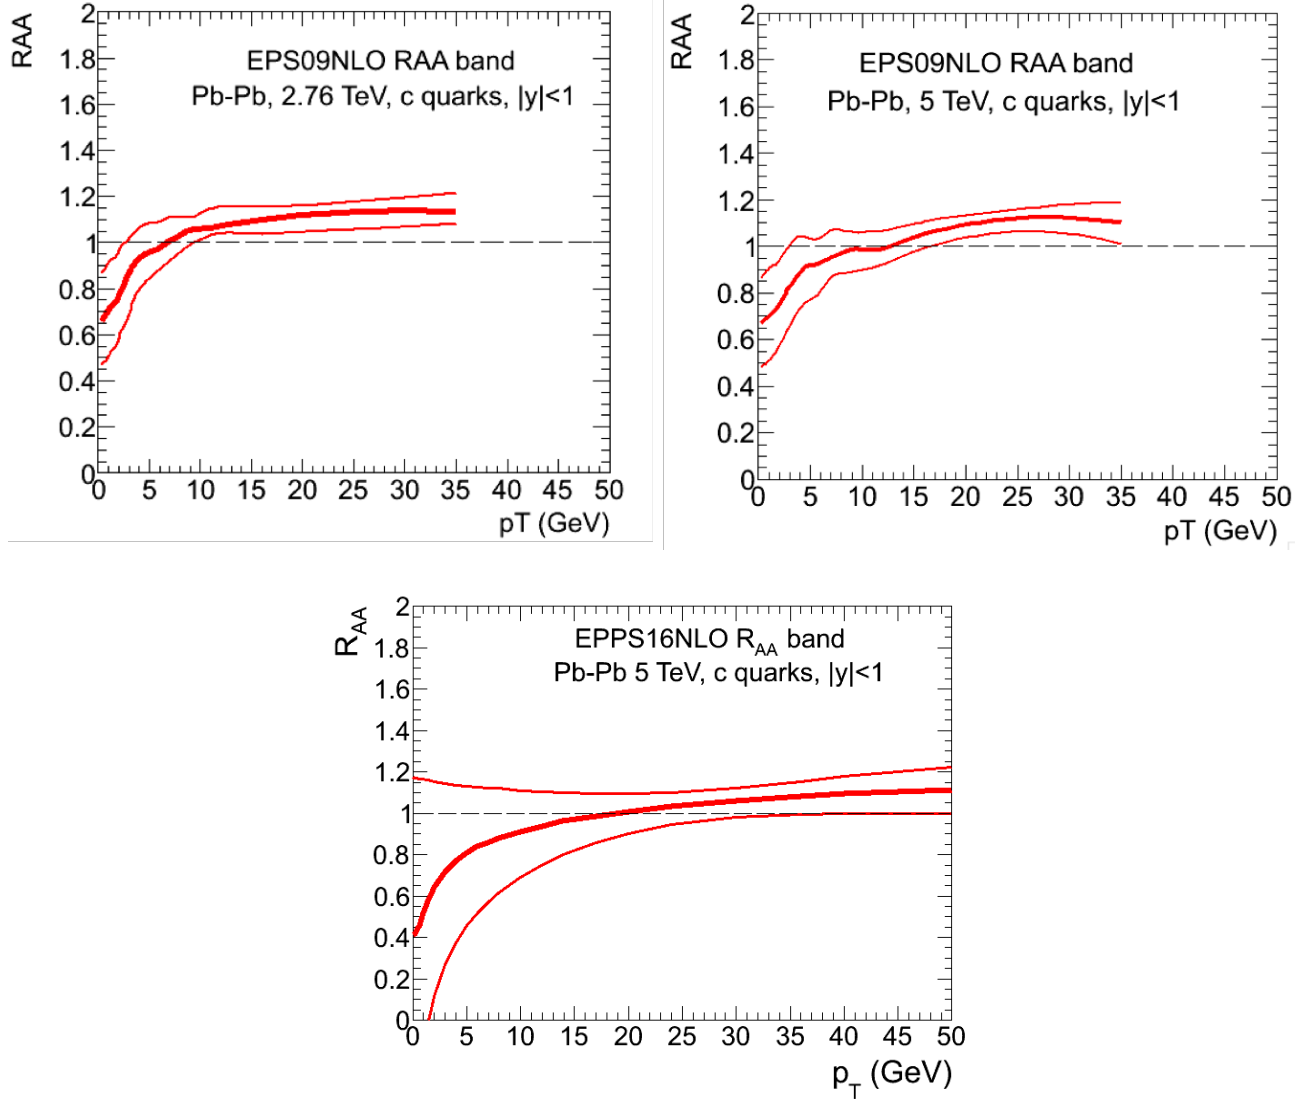 RAA
2
1.8
1.6
1.4
1.2
1
0.8
0.6
0.4
0.2
0
EPS09NLO RAA band
Pb-Pb, 2.76 TeV, c quarks, |y|<1
0 5 10 15 20 25 30 35 40 45 50
pT (GeV)
RAA
2
1.8
1.6
1.4
1.2
1
0.8
0.6
0.4
0.2
0
EPS09NLO RAA band
Pb-Pb, 5 TeV, c quarks, |y|<1
0 5 10 15 20 25 30 35 40 45 50
pT (GeV)
R_AA
2
1.8
1.6
1.4
1.2
1
0.8
0.6
0.4
0.2
0
EPPS16NLO R_AA band
Pb-Pb 5 TeV, c quarks, |y|<1
0 5 10 15 20 25 30 35 40 45 50
p_T (GeV)